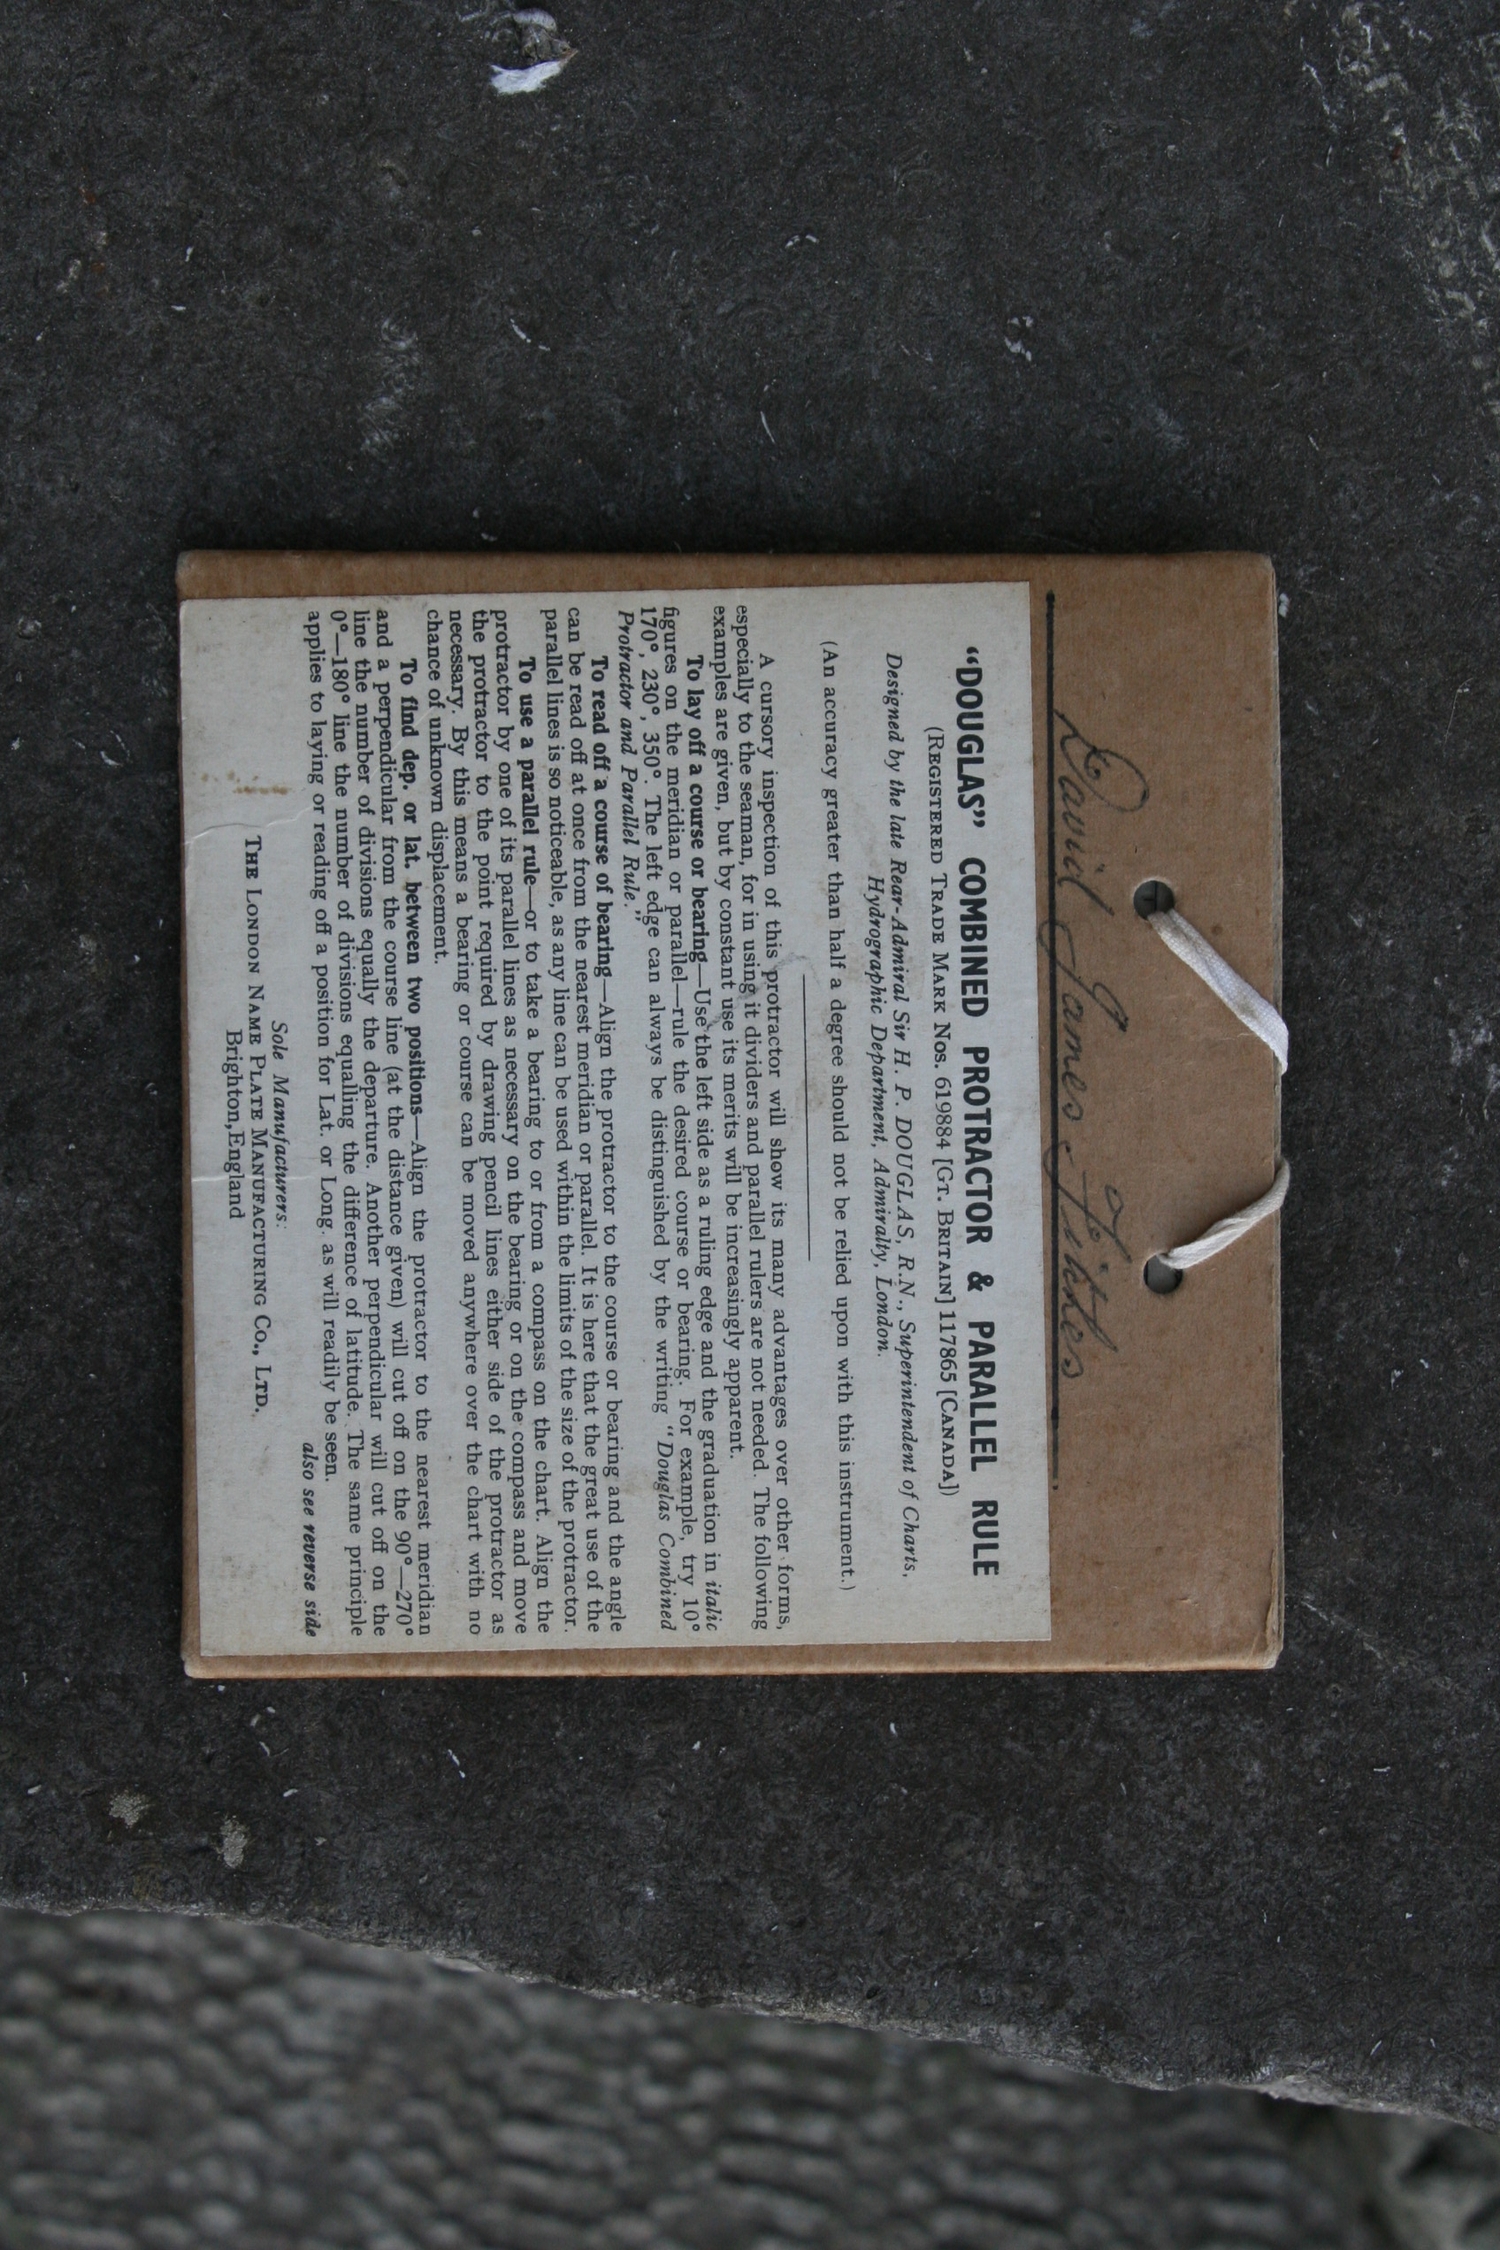 David James Fishes
“DOUGLAS” COMBINED PROTRACTOR & PARALLEL RULE
(REGISTERED TRADE MARK NOS. 619884 [GT. BRITAIN] 117865 [CANADA])
Designed by the late Rear-Admiral Sir H. P. DOUGLAS, R.N., Superintendent of Charts,
Hydrographic Department, Admiralty, London.
(An accuracy greater than half a degree should not be relied upon with this instrument.)
A cursory inspection of this protractor will show its many advantages over other forms,
especially to the seaman, for in using it dividers and parallel rulers are not needed. The following
examples are given, but by constant use its merits will be increasingly apparent.
To lay off a course or bearing—Use the left side as a ruling edge and the graduation in italic
figures on the meridian or parallel—rule the desired course or bearing. For example, try 10°
170°, 230°, 350°. The left edge can always be distinguished by the writing “Douglas Combined
Protractor and Parallel Rule.”
To read off a course of bearing—Align the protractor to the course or bearing and the angle
can be read off at once from the nearest meridian or parallel. It is here that the great use of the
parallel lines is so noticeable, as any line can be used within the limits of the size of the protractor.
To use a parallel rule—or to take a bearing to or from a compass on the chart. Align the
protractor by one of its parallel lines as necessary on the bearing or on the compass and move
the protractor to the point required by drawing pencil lines either side of the protractor as
necessary. By this means a bearing or course can be moved anywhere over the chart with no
chance of unknown displacement.
To find dep. or lat. between two positions—Align the protractor to the nearest meridian
and a perpendicular from the course line (at the distance given) will cut off on the 90°—270°
line the number of divisions equally the departure. Another perpendicular will cut off on the
0°—180° line the number of divisions equalling the difference of latitude. The same principle
applies to laying or reading off a position for Lat. or Long. as will readily be seen.
also see reverse side
Sole Manufacturers:
THE LONDON NAME PLATE MANUFACTURING CO., LTD.
Brighton, England